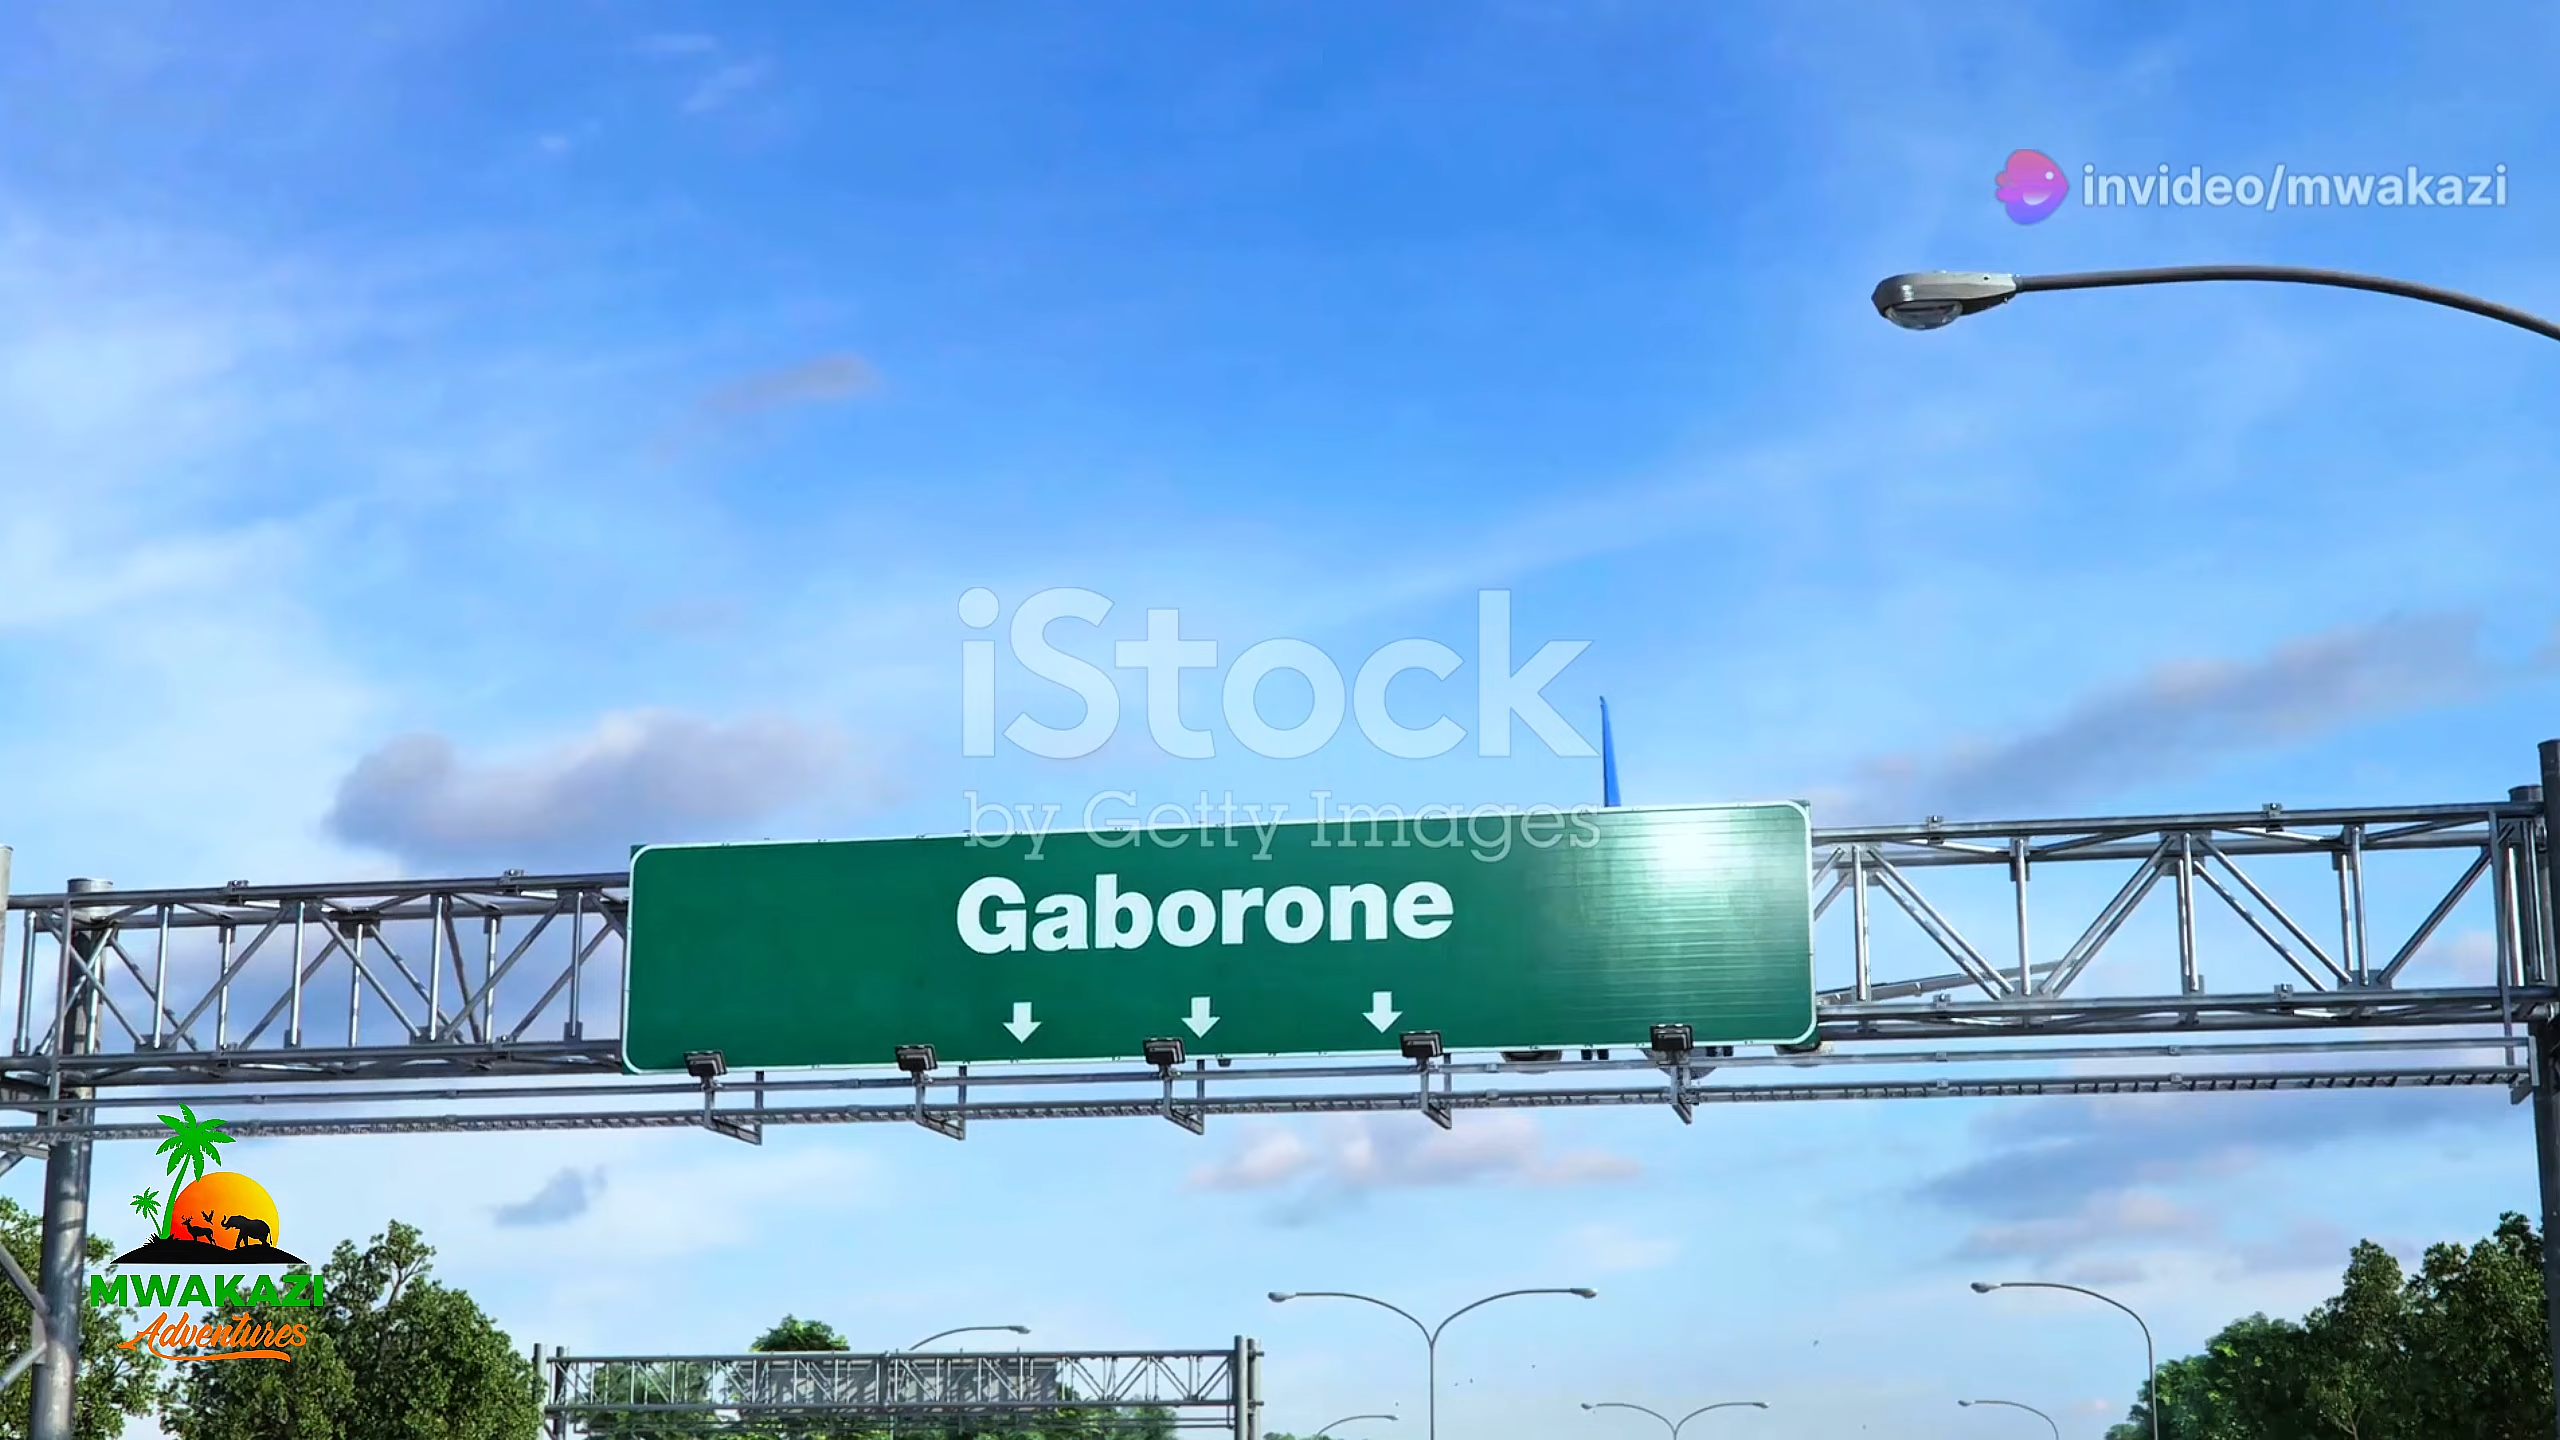 invideo/mwakazi
iStock
by Getty Images
Gaborone
MWAKAZI
Adventures